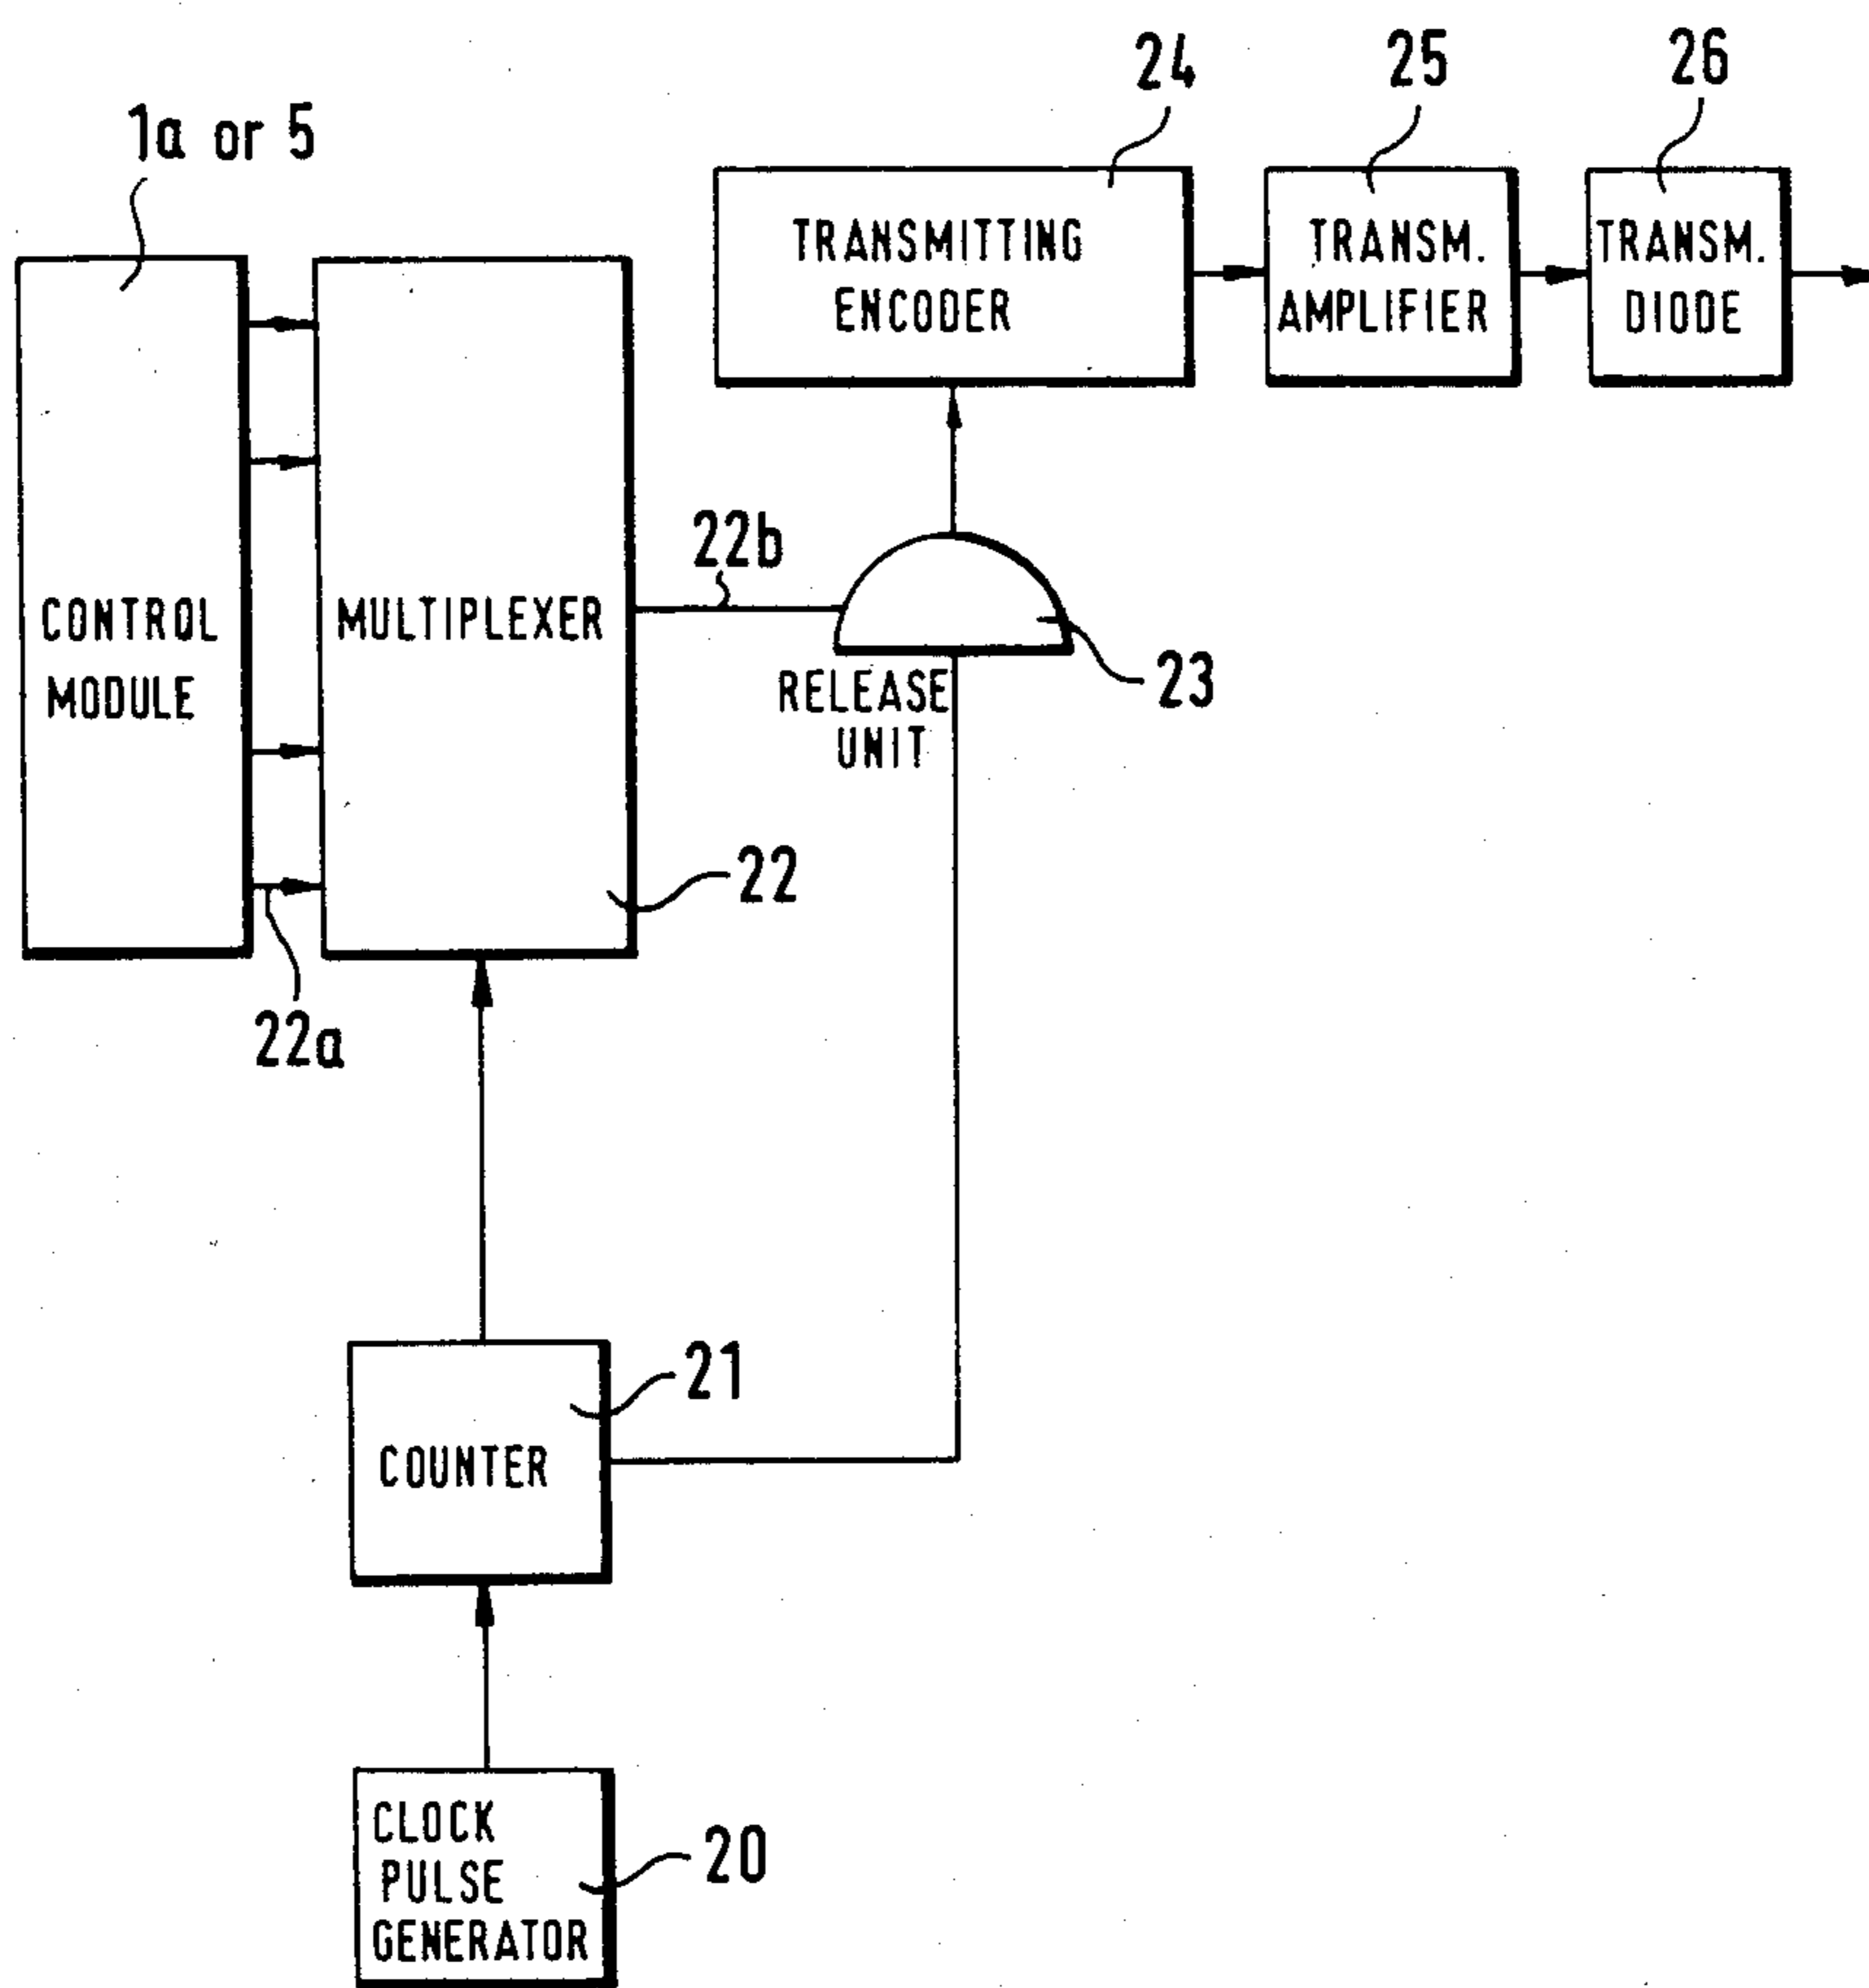 24
25
26
1a or 5
TRANSMITTING
ENCODER
TRANSM.
AMPLIFIER
TRANSM.
DIODE
CONTROL
MODULE
MULTIPLEXER
22b
RELEASE
UNIT
23
22
22a
21
COUNTER
CLOCK
PULSE
GENERATOR
20